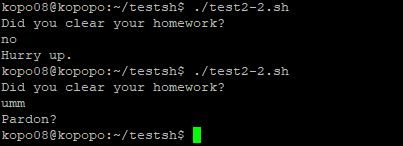 kopo08@kopopo:~/testsh$ ./test2-2.sh
Did you clear your homework?
no
Hurry up.
kopo08@kopopo:~/testsh$ ./test2-2.sh
Did you clear your homework?
umm
Pardon?
kopo08@kopopo:~/testsh$